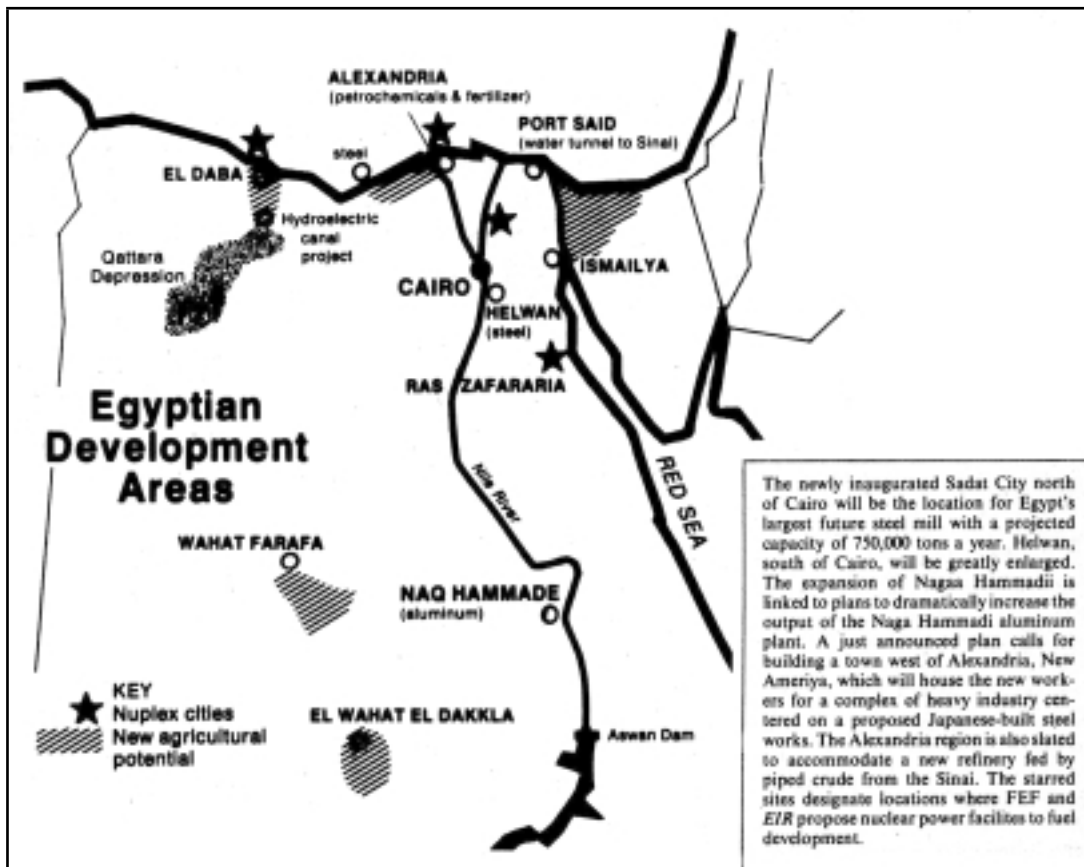 ALEXANDRIA
(petrochemicals & fertilizer)
PORT SAID
(water tunnel to Sinai)
steel
EL DABA
Hydroelectric
canal
project
Qattara
Depression
CAIRO
ISMAILYA
HELWAN
(steel)
RAS ZAFARARIA
Egyptian
Development
Areas
Nile River
RED SEA
WAHAT FARAFA
NAQ HAMMADE
(aluminum)
KEY
Nuplex cities
New agricultural
potential
EL WAHAT EL DAKKLA
Aswan Dam
The newly inaugurated Sadat City north
of Cairo will be the location for Egypt's
largest future steel mill with a projected
capacity of 750,000 tons a year. Helwan,
south of Cairo, will be greatly enlarged.
The expansion of Nagaa Hammadii is
linked to plans to dramatically increase the
output of the Naga Hammadi aluminum
plant. A just announced plan calls for
building a town west of Alexandria, New
Ameriya, which will house the new work-
ers for a complex of heavy industry cen-
tered on a proposed Japanese-built steel
works. The Alexandria region is also slated
to accommodate a new refinery fed by
piped crude from the Sinai. The starred
sites designate locations where FEF and
EIR propose nuclear power facilites to fuel
development.